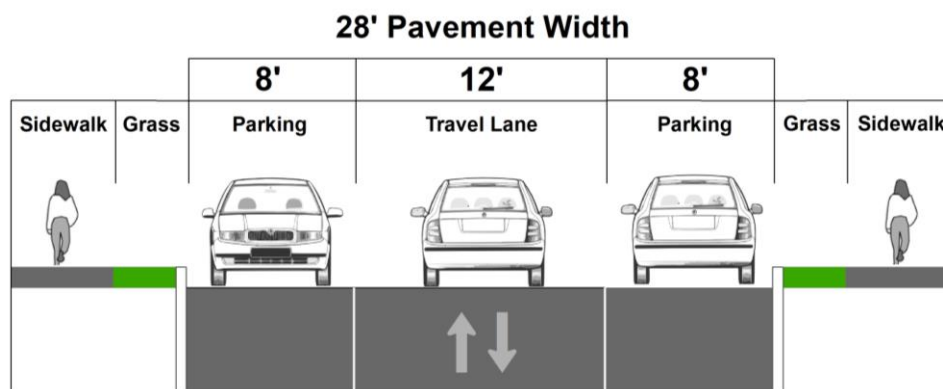 28' Pavement Width
8' 12' 8'
Sidewalk Grass Parking Travel Lane Parking Grass Sidewalk